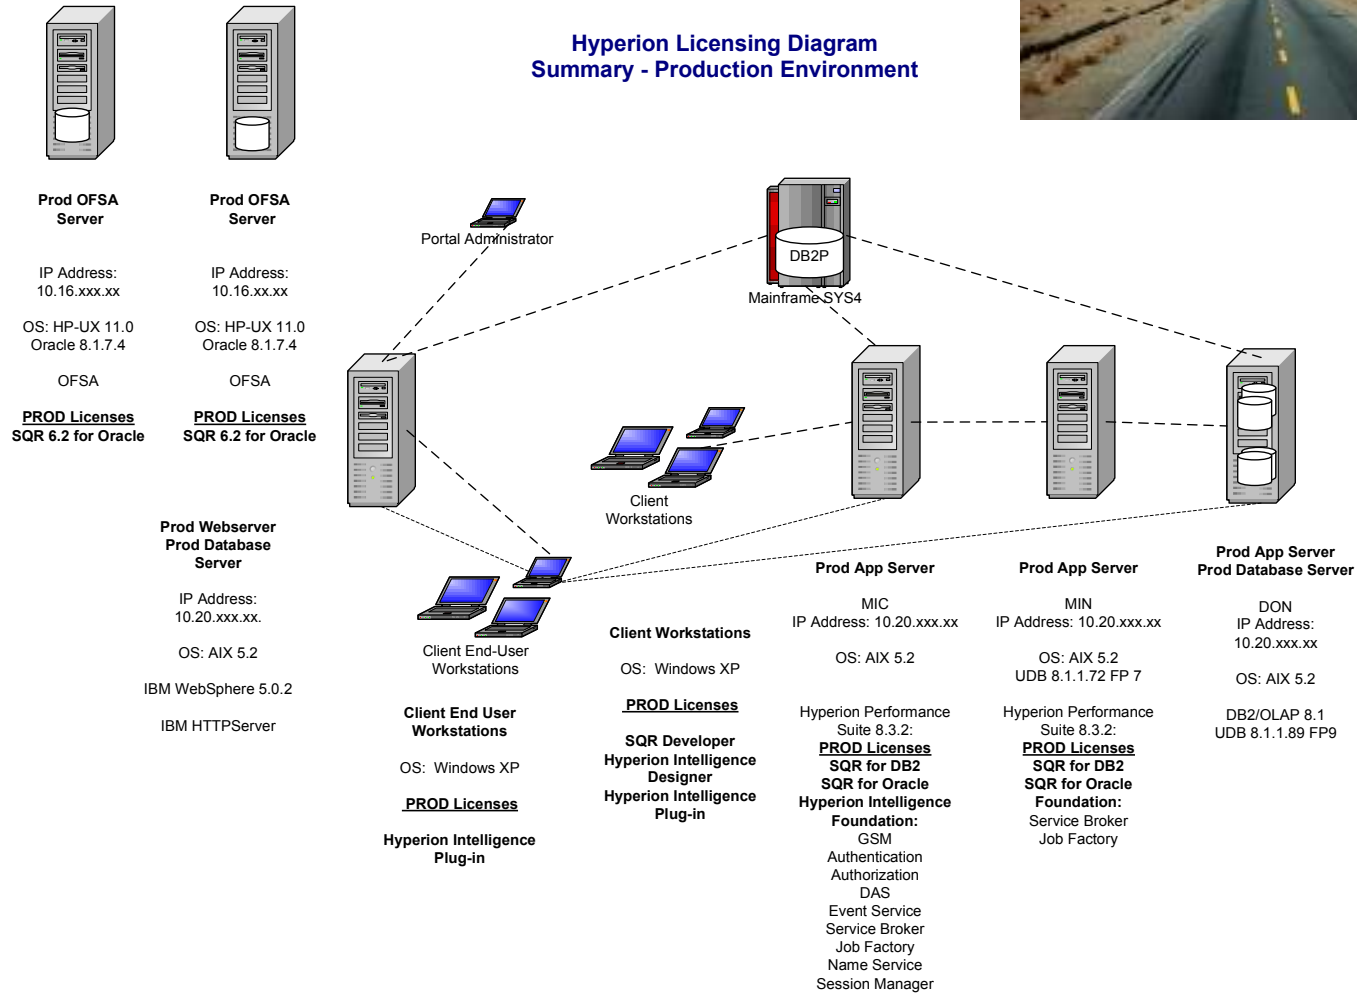 Hyperion Licensing Diagram
Summary - Production Environment
Prod OFSA
Server
IP Address:
10.16.xxx.xx
OS: HP-UX 11.0
Oracle 8.1.7.4
OFSA
PROD Licenses
SQR 6.2 for Oracle
Prod OFSA
Server
IP Address:
10.16.xx.xx
OS: HP-UX 11.0
Oracle 8.1.7.4
OFSA
PROD Licenses
SQR 6.2 for Oracle
Portal Administrator
DB2P
Mainframe SYS4
Client
Workstations
Prod Webserver
Prod Database
Server
IP Address:
10.20.xxx.xx.
OS: AIX 5.2
IBM WebSphere 5.0.2
IBM HTTPServer
Client End-User
Workstations
Client End User
Workstations
OS: Windows XP
PROD Licenses
Hyperion Intelligence
Plug-in
Client Workstations
OS: Windows XP
PROD Licenses
SQR Developer
Hyperion Intelligence
Designer
Hyperion Intelligence
Plug-in
Prod App Server
MIC
IP Address: 10.20.xxx.xx
OS: AIX 5.2
Hyperion Performance
Suite 8.3.2:
PROD Licenses
SQR for DB2
SQR for Oracle
Hyperion Intelligence
Foundation:
GSM
Authentication
Authorization
DAS
Event Service
Service Broker
Job Factory
Name Service
Session Manager
Prod App Server
MIN
IP Address: 10.20.xxx.xx
OS: AIX 5.2
UDB 8.1.1.72 FP 7
Hyperion Performance
Suite 8.3.2:
PROD Licenses
SQR for DB2
SQR for Oracle
Foundation:
Service Broker
Job Factory
Prod App Server
Prod Database Server
DON
IP Address:
10.20.xxx.xx
OS: AIX 5.2
DB2/OLAP 8.1
UDB 8.1.1.89 FP9